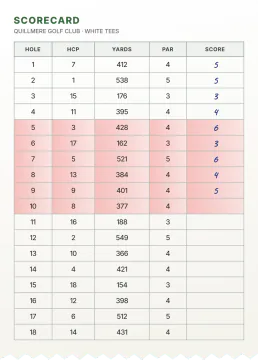 SCORECARD
QUILLMERE GOLF CLUB · WHITE TEES
HOLE HCP YARDS PAR SCORE
1 7 412 4 5
2 1 538 5 5
3 15 176 3 3
4 11 395 4 4
5 3 428 4 6
6 17 162 3 3
7 5 521 5 6
8 13 384 4 4
9 9 401 4 5
10 8 377 4
11 16 188 3
12 2 549 5
13 10 366 4
14 4 421 4
15 18 154 3
16 12 398 4
17 6 512 5
18 14 431 4